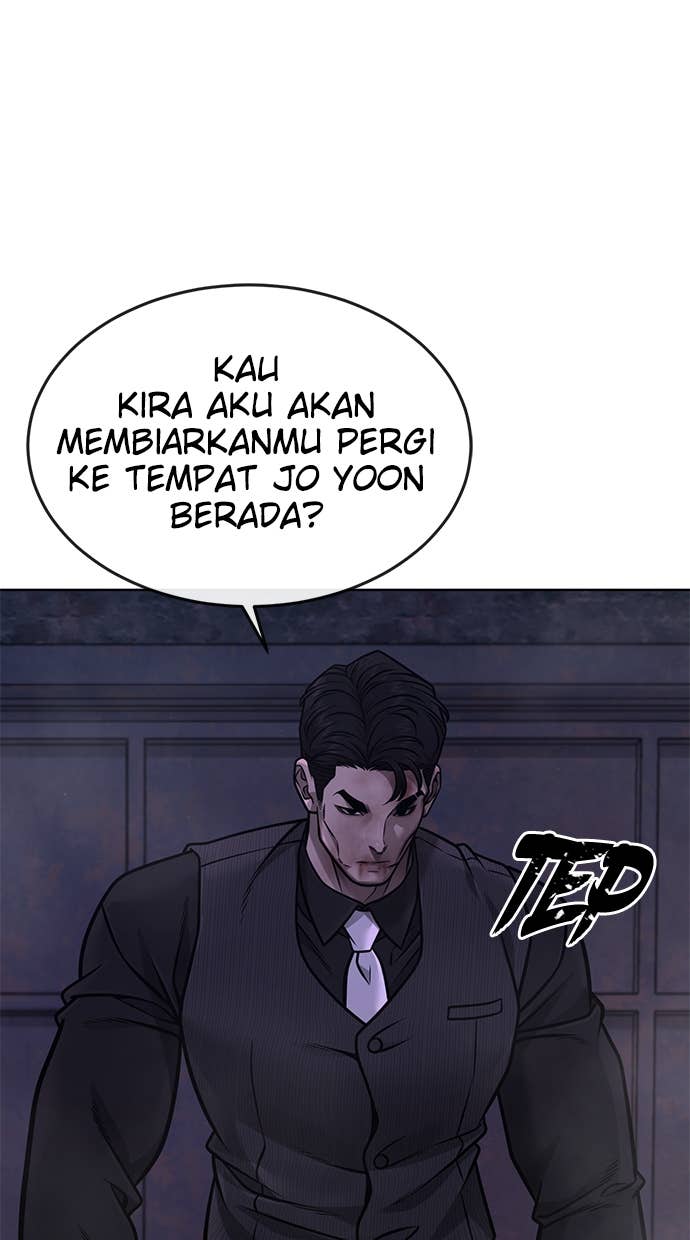 KAU
KIRA AKU AKAN
MEMBIARKANMU PERGI
KE TEMPAT JO YOON
BERADA?
TEP